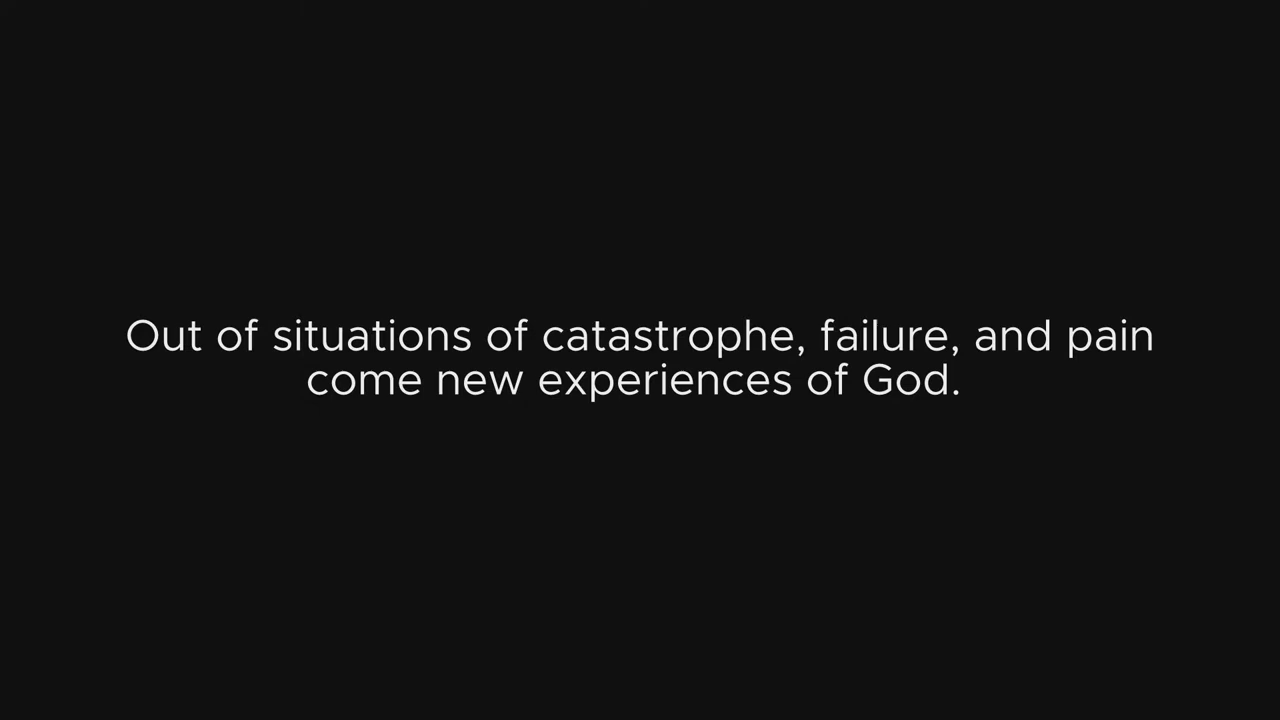 Out of situations of catastrophe, failure, and pain
come new experiences of God.